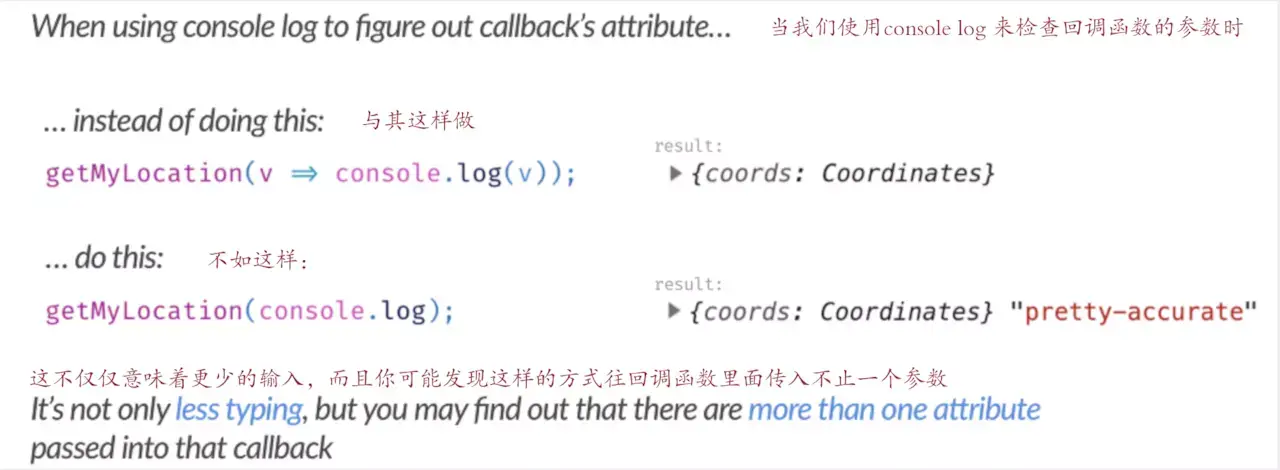 When using console log to figure out callback's attribute… 当我们使用console log 来检查回调函数的参数时
… instead of doing this: 与其这样做
result:
getMyLocation(v ⇒ console.log(v)); ▶ {coords: Coordinates}
… do this: 不如这样：
result:
getMyLocation(console.log); ▶ {coords: Coordinates} "pretty-accurate"
这不仅仅意味着更少的输入，而且你可能发现这样的方式往回调函数里面传入不止一个参数
It's not only less typing, but you may find out that there are more than one attribute
passed into that callback